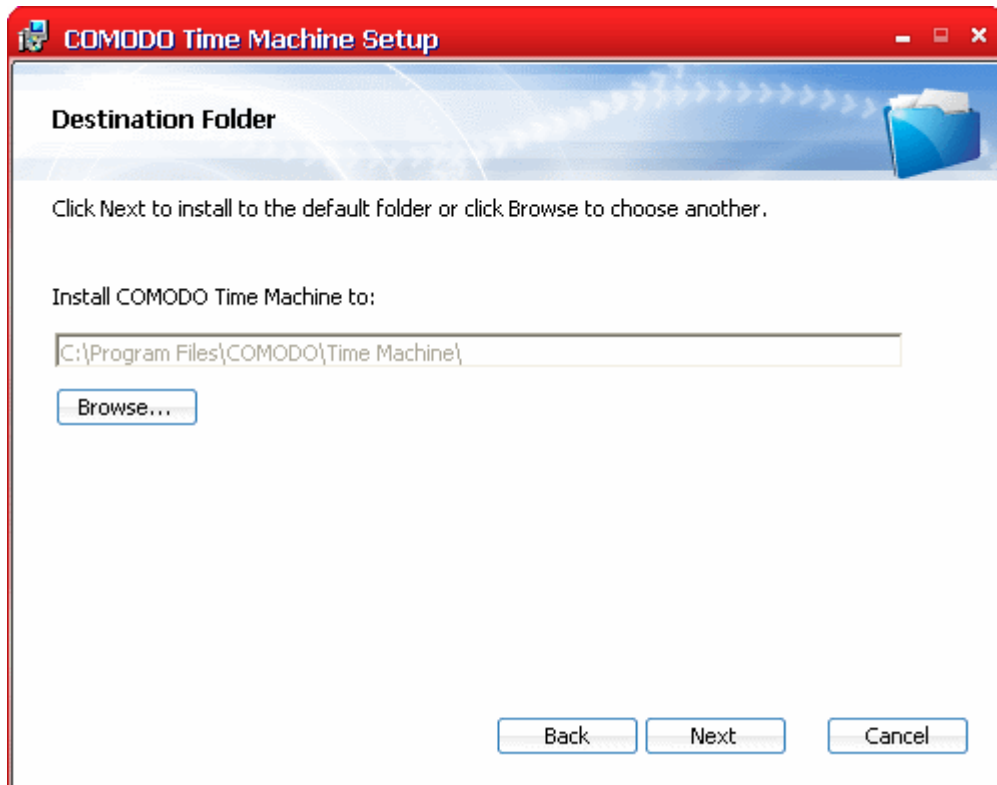 COMODO Time Machine Setup
Destination Folder
Click Next to install to the default folder or click Browse to choose another.
Install COMODO Time Machine to:
C:\Program Files\COMODO\Time Machine\
Browse...
Back Next Cancel